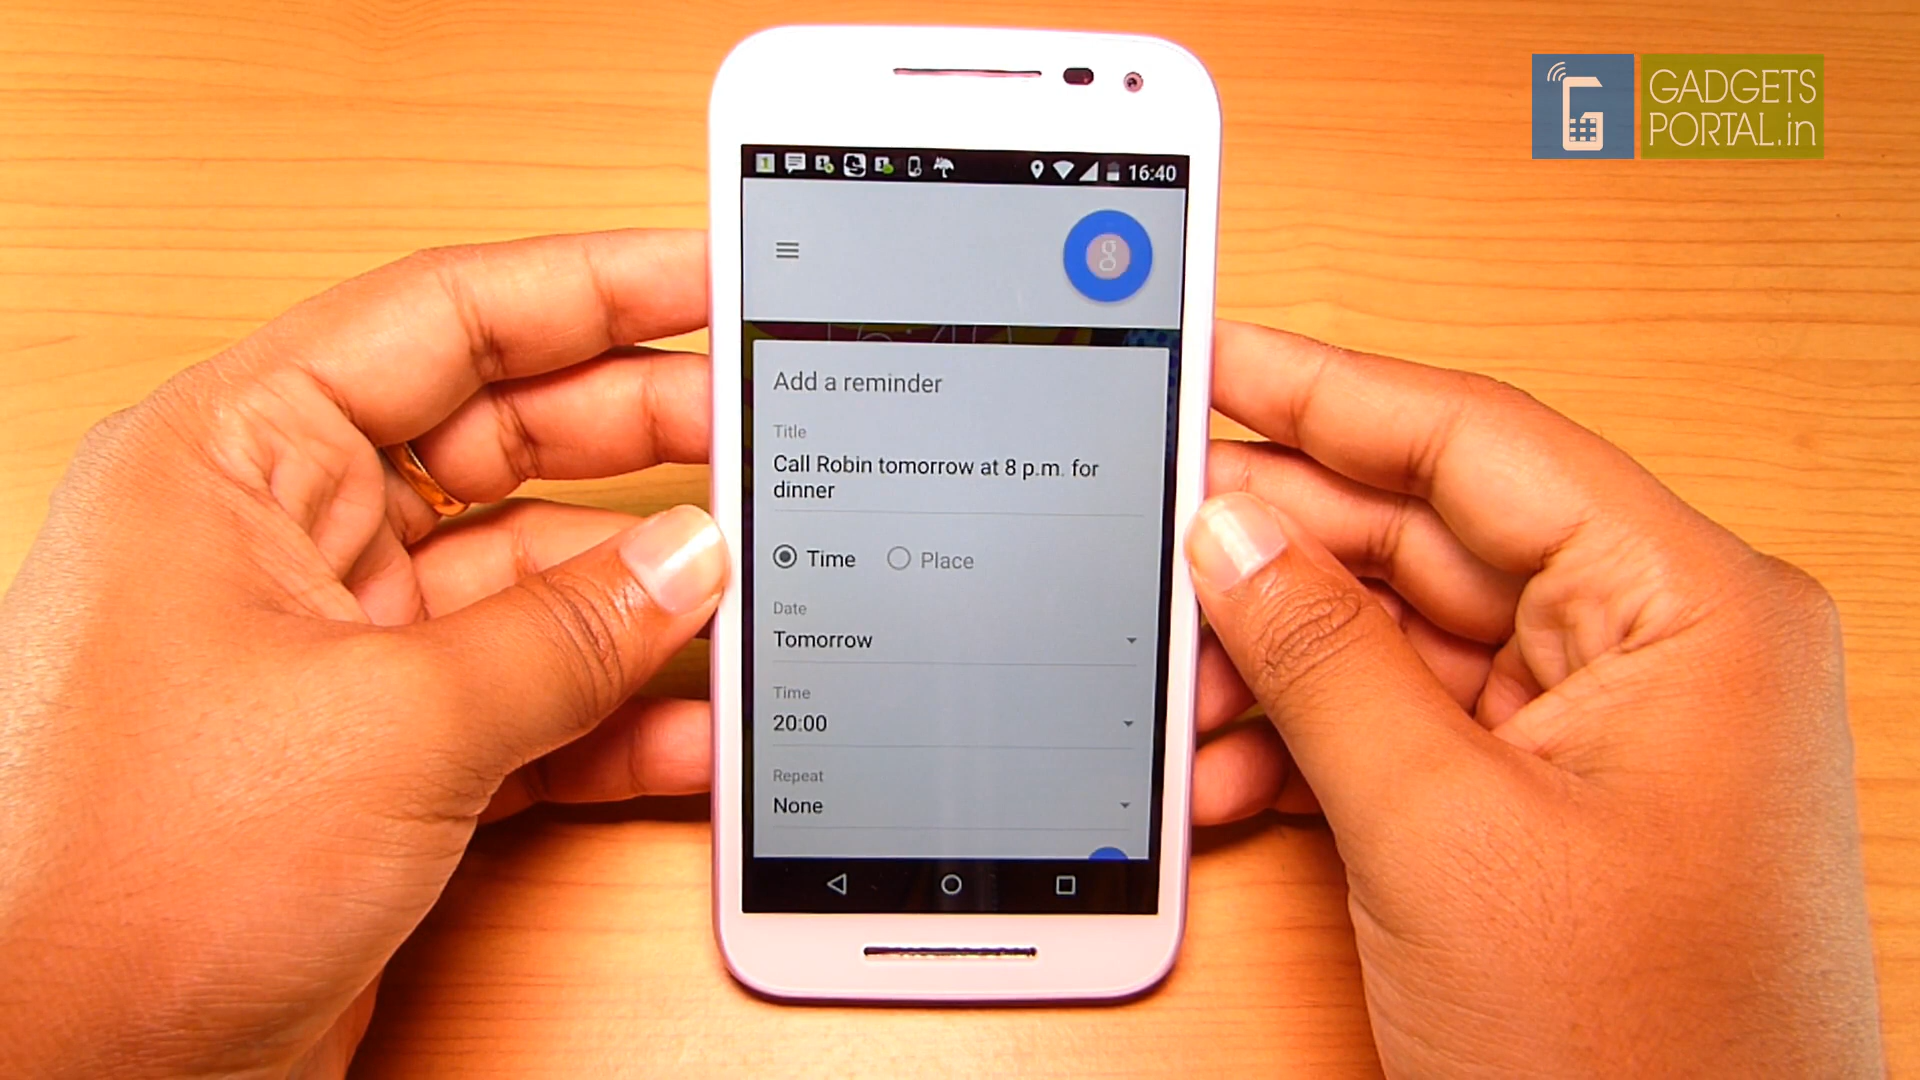 GADGETS
PORTAL.in
16:40
g
Add a reminder
Title
Call Robin tomorrow at 8 p.m. for
dinner
Time
Place
Date
Tomorrow
Time
20:00
Repeat
None